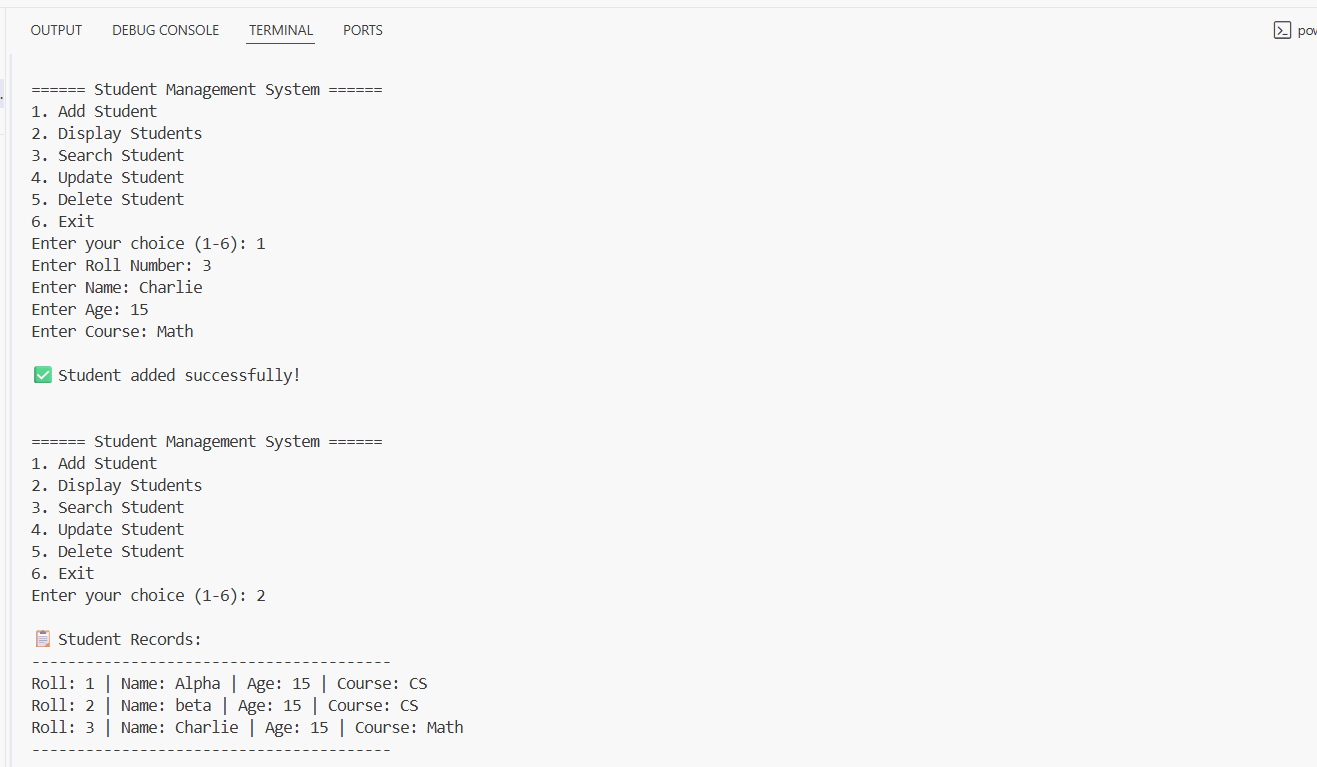 OUTPUT DEBUG CONSOLE TERMINAL PORTS
====== Student Management System ======
1. Add Student
2. Display Students
3. Search Student
4. Update Student
5. Delete Student
6. Exit
Enter your choice (1-6): 1
Enter Roll Number: 3
Enter Name: Charlie
Enter Age: 15
Enter Course: Math
✅ Student added successfully!
====== Student Management System ======
1. Add Student
2. Display Students
3. Search Student
4. Update Student
5. Delete Student
6. Exit
Enter your choice (1-6): 2
📋 Student Records:
----------------------------------------
Roll: 1 | Name: Alpha | Age: 15 | Course: CS
Roll: 2 | Name: beta | Age: 15 | Course: CS
Roll: 3 | Name: Charlie | Age: 15 | Course: Math
----------------------------------------